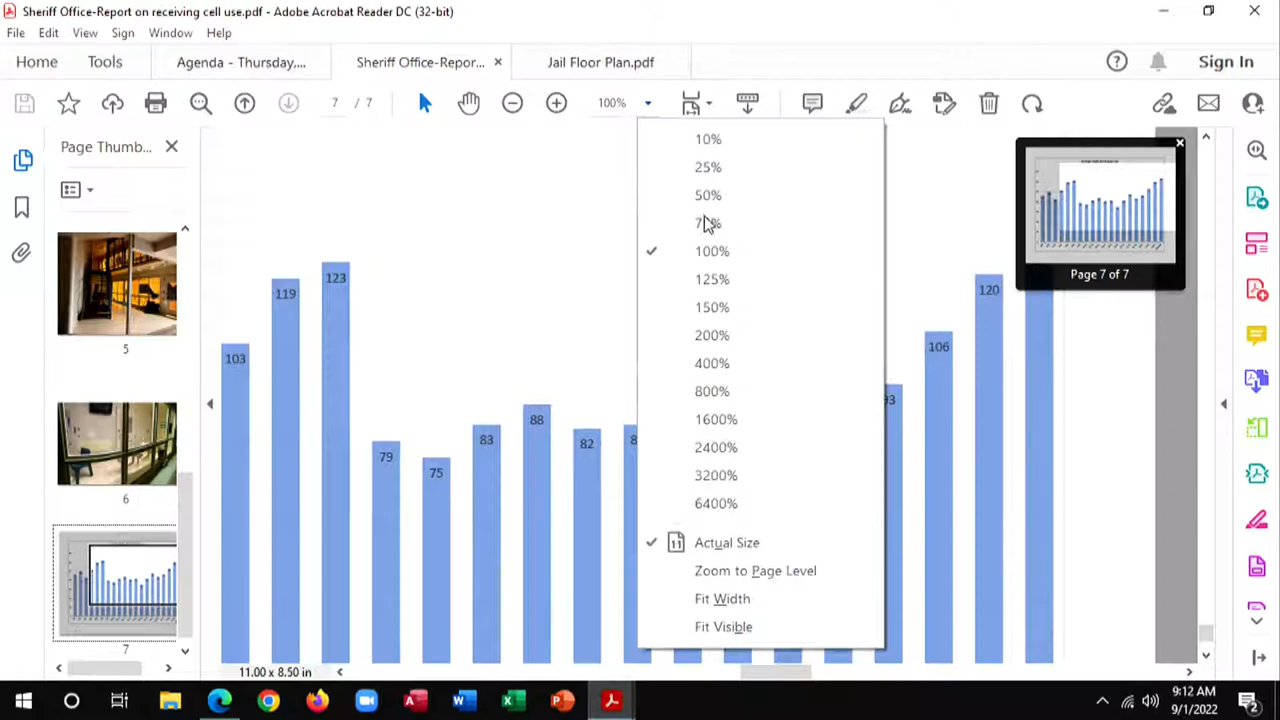 Sheriff Office-Report on receiving cell use.pdf - Adobe Acrobat Reader DC (32-bit)
File Edit View Sign Window Help
Home Tools Agenda - Thursday,... Sheriff Office-Repor... × Jail Floor Plan.pdf Sign In
7 / 7 100%
Page Thumb...
5
6
7
10%
25%
50%
100%
125%
150%
200%
400%
800%
1600%
2400%
3200%
6400%
Actual Size
Zoom to Page Level
Fit Width
Fit Visible
Page 7 of 7
103
119
123
79
75
83
88
82
106
120
11.00 x 8.50 in
9:12 AM
9/1/2022
2